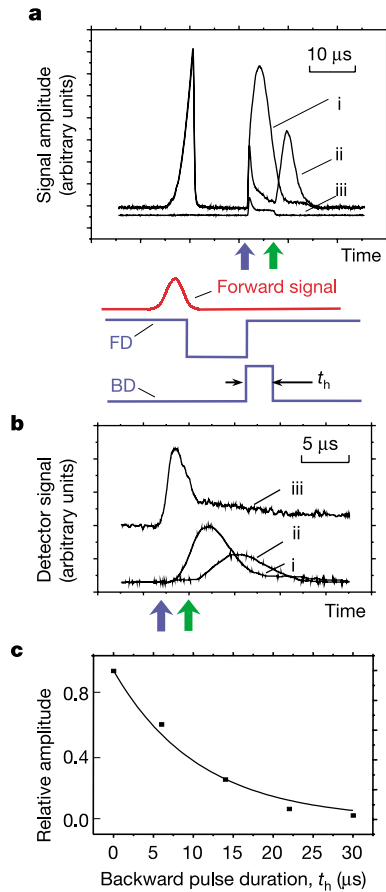 a
10 μs
Signal amplitude
(arbitrary units)
i
ii
iii
Time
Forward signal
FD
BD
t_h
b
5 μs
Detector signal
(arbitrary units)
iii
ii
i
Time
c
Relative amplitude
0.8
0.4
0.0
0 5 10 15 20 25 30
Backward pulse duration, t_h (μs)